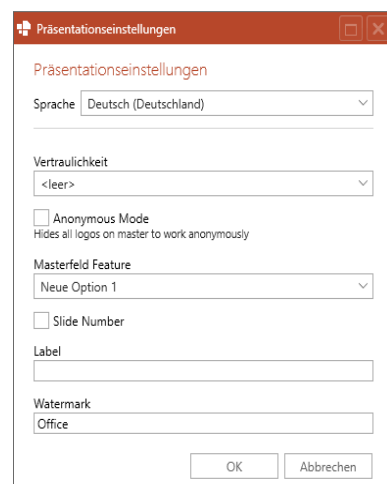 Präsentationseinstellungen
Präsentationseinstellungen
Sprache Deutsch (Deutschland)
Vertraulichkeit
<leer>
Anonymous Mode
Hides all logos on master to work anonymously
Masterfeld Feature
Neue Option 1
Slide Number
Label
Watermark
Office
OK Abbrechen